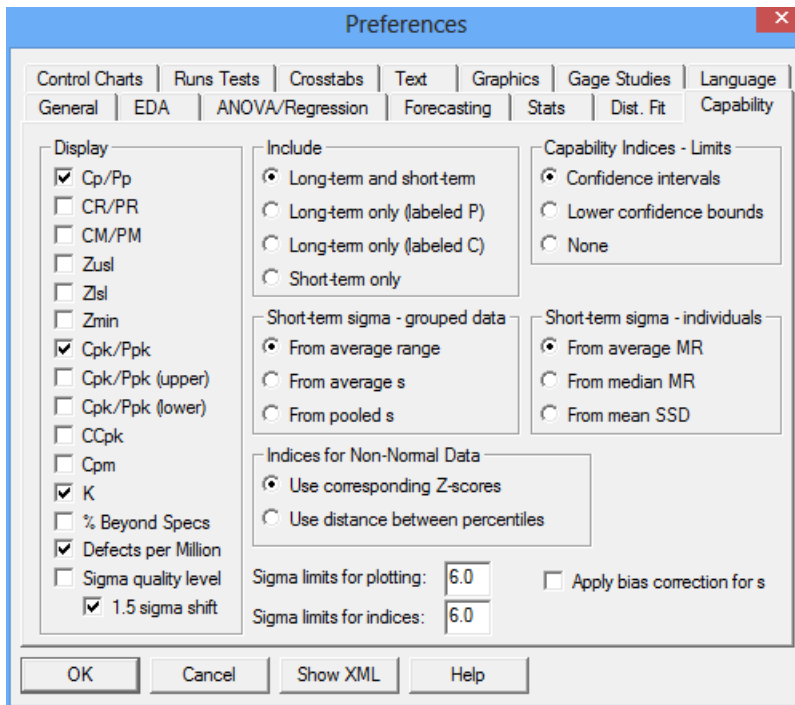 Preferences
Control Charts Runs Tests Crosstabs Text Graphics Gage Studies Language
General EDA ANOVA/Regression Forecasting Stats Dist. Fit Capability
Display
Cp/Pp
CR/PR
CM/PM
Zusl
Zlsl
Zmin
Cpk/Ppk
Cpk/Ppk (upper)
Cpk/Ppk (lower)
CCpk
Cpm
K
% Beyond Specs
Defects per Million
Sigma quality level
1.5 sigma shift
Include
Long-term and short-term
Long-term only (labeled P)
Long-term only (labeled C)
Short-term only
Capability Indices - Limits
Confidence intervals
Lower confidence bounds
None
Short-term sigma - grouped data
From average range
From average s
From pooled s
Short-term sigma - individuals
From average MR
From median MR
From mean SSD
Indices for Non-Normal Data
Use corresponding Z-scores
Use distance between percentiles
Sigma limits for plotting: 6.0
Sigma limits for indices: 6.0
Apply bias correction for s
OK Cancel Show XML Help